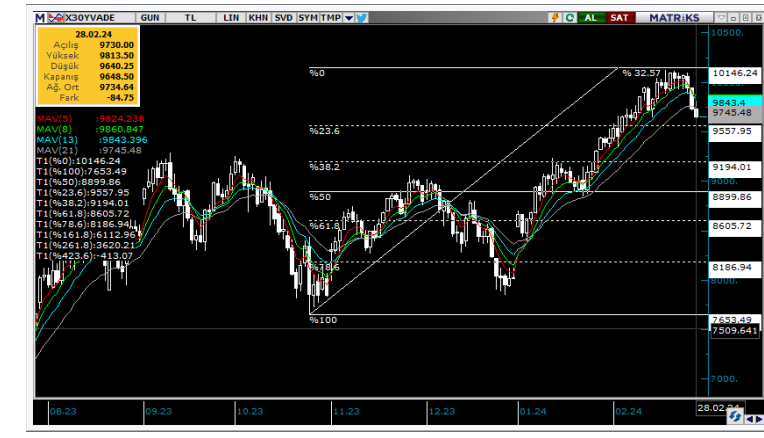 M X30YVADE GUN TL LIN KHN SVD SYM TMP AL SAT MATRiKS
28.02.24
Açılış 9730.00
Yüksek 9813.50
Düşük 9640.25
Kapanış 9648.50
Ağ. Ort 9734.64
Fark -84.75
MAV(5) :9824.238
MAV(8) :9860.847
MAV(13) :9843.396
MAV(21) :9745.48
T1(%0):10146.24
T1(%100):7653.49
T1(%50):8899.86
T1(%23.6):9557.95
T1(%38.2):9194.01
T1(%61.8):8605.72
T1(%78.6):8186.94
T1(%161.8):6112.96
T1(%261.8):3620.21
T1(%423.6):-413.07
%0
% 32.57
%23.6
%38.2
%50
%61.8
%78.6
%100
10500.
10146.24
9843.4
9745.48
9557.95
9194.01
9000.
8899.86
8605.72
8186.94
8000.
7653.49
7509.641
7000.
08.23 09.23 10.23 11.23 12.23 01.24 02.24 28.02.24